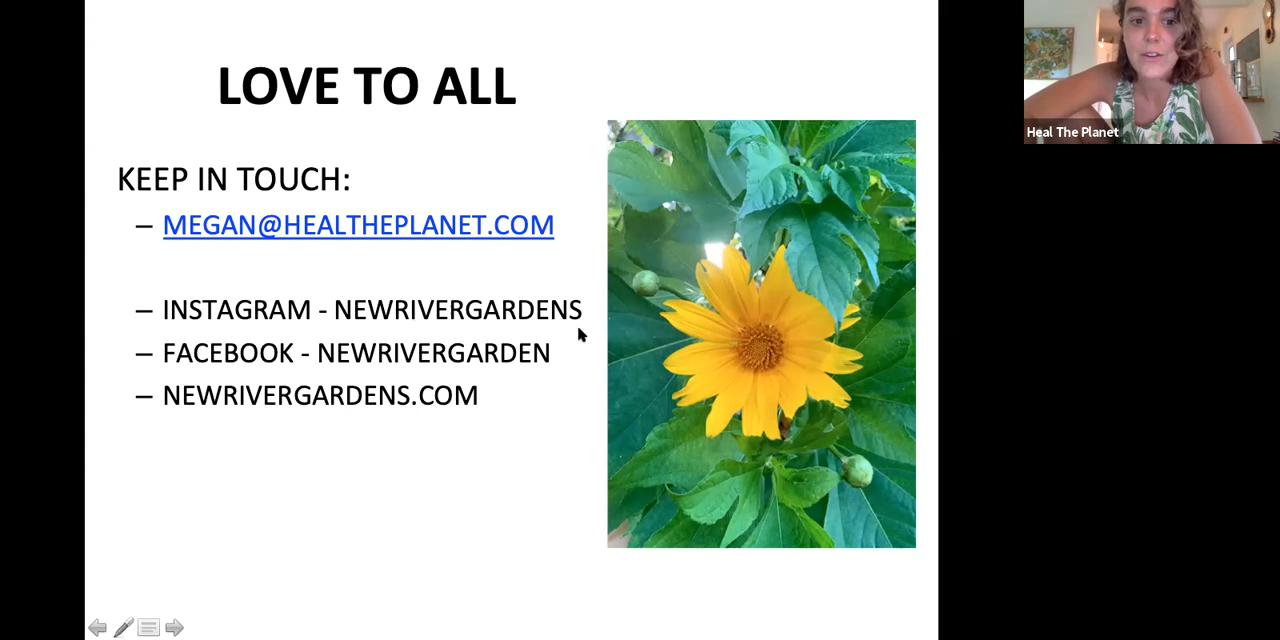 LOVE TO ALL
KEEP IN TOUCH:
– MEGAN@HEALTHEPLANET.COM
– INSTAGRAM - NEWRIVERGARDENS
– FACEBOOK - NEWRIVERGARDEN
– NEWRIVERGARDENS.COM
Heal The Planet